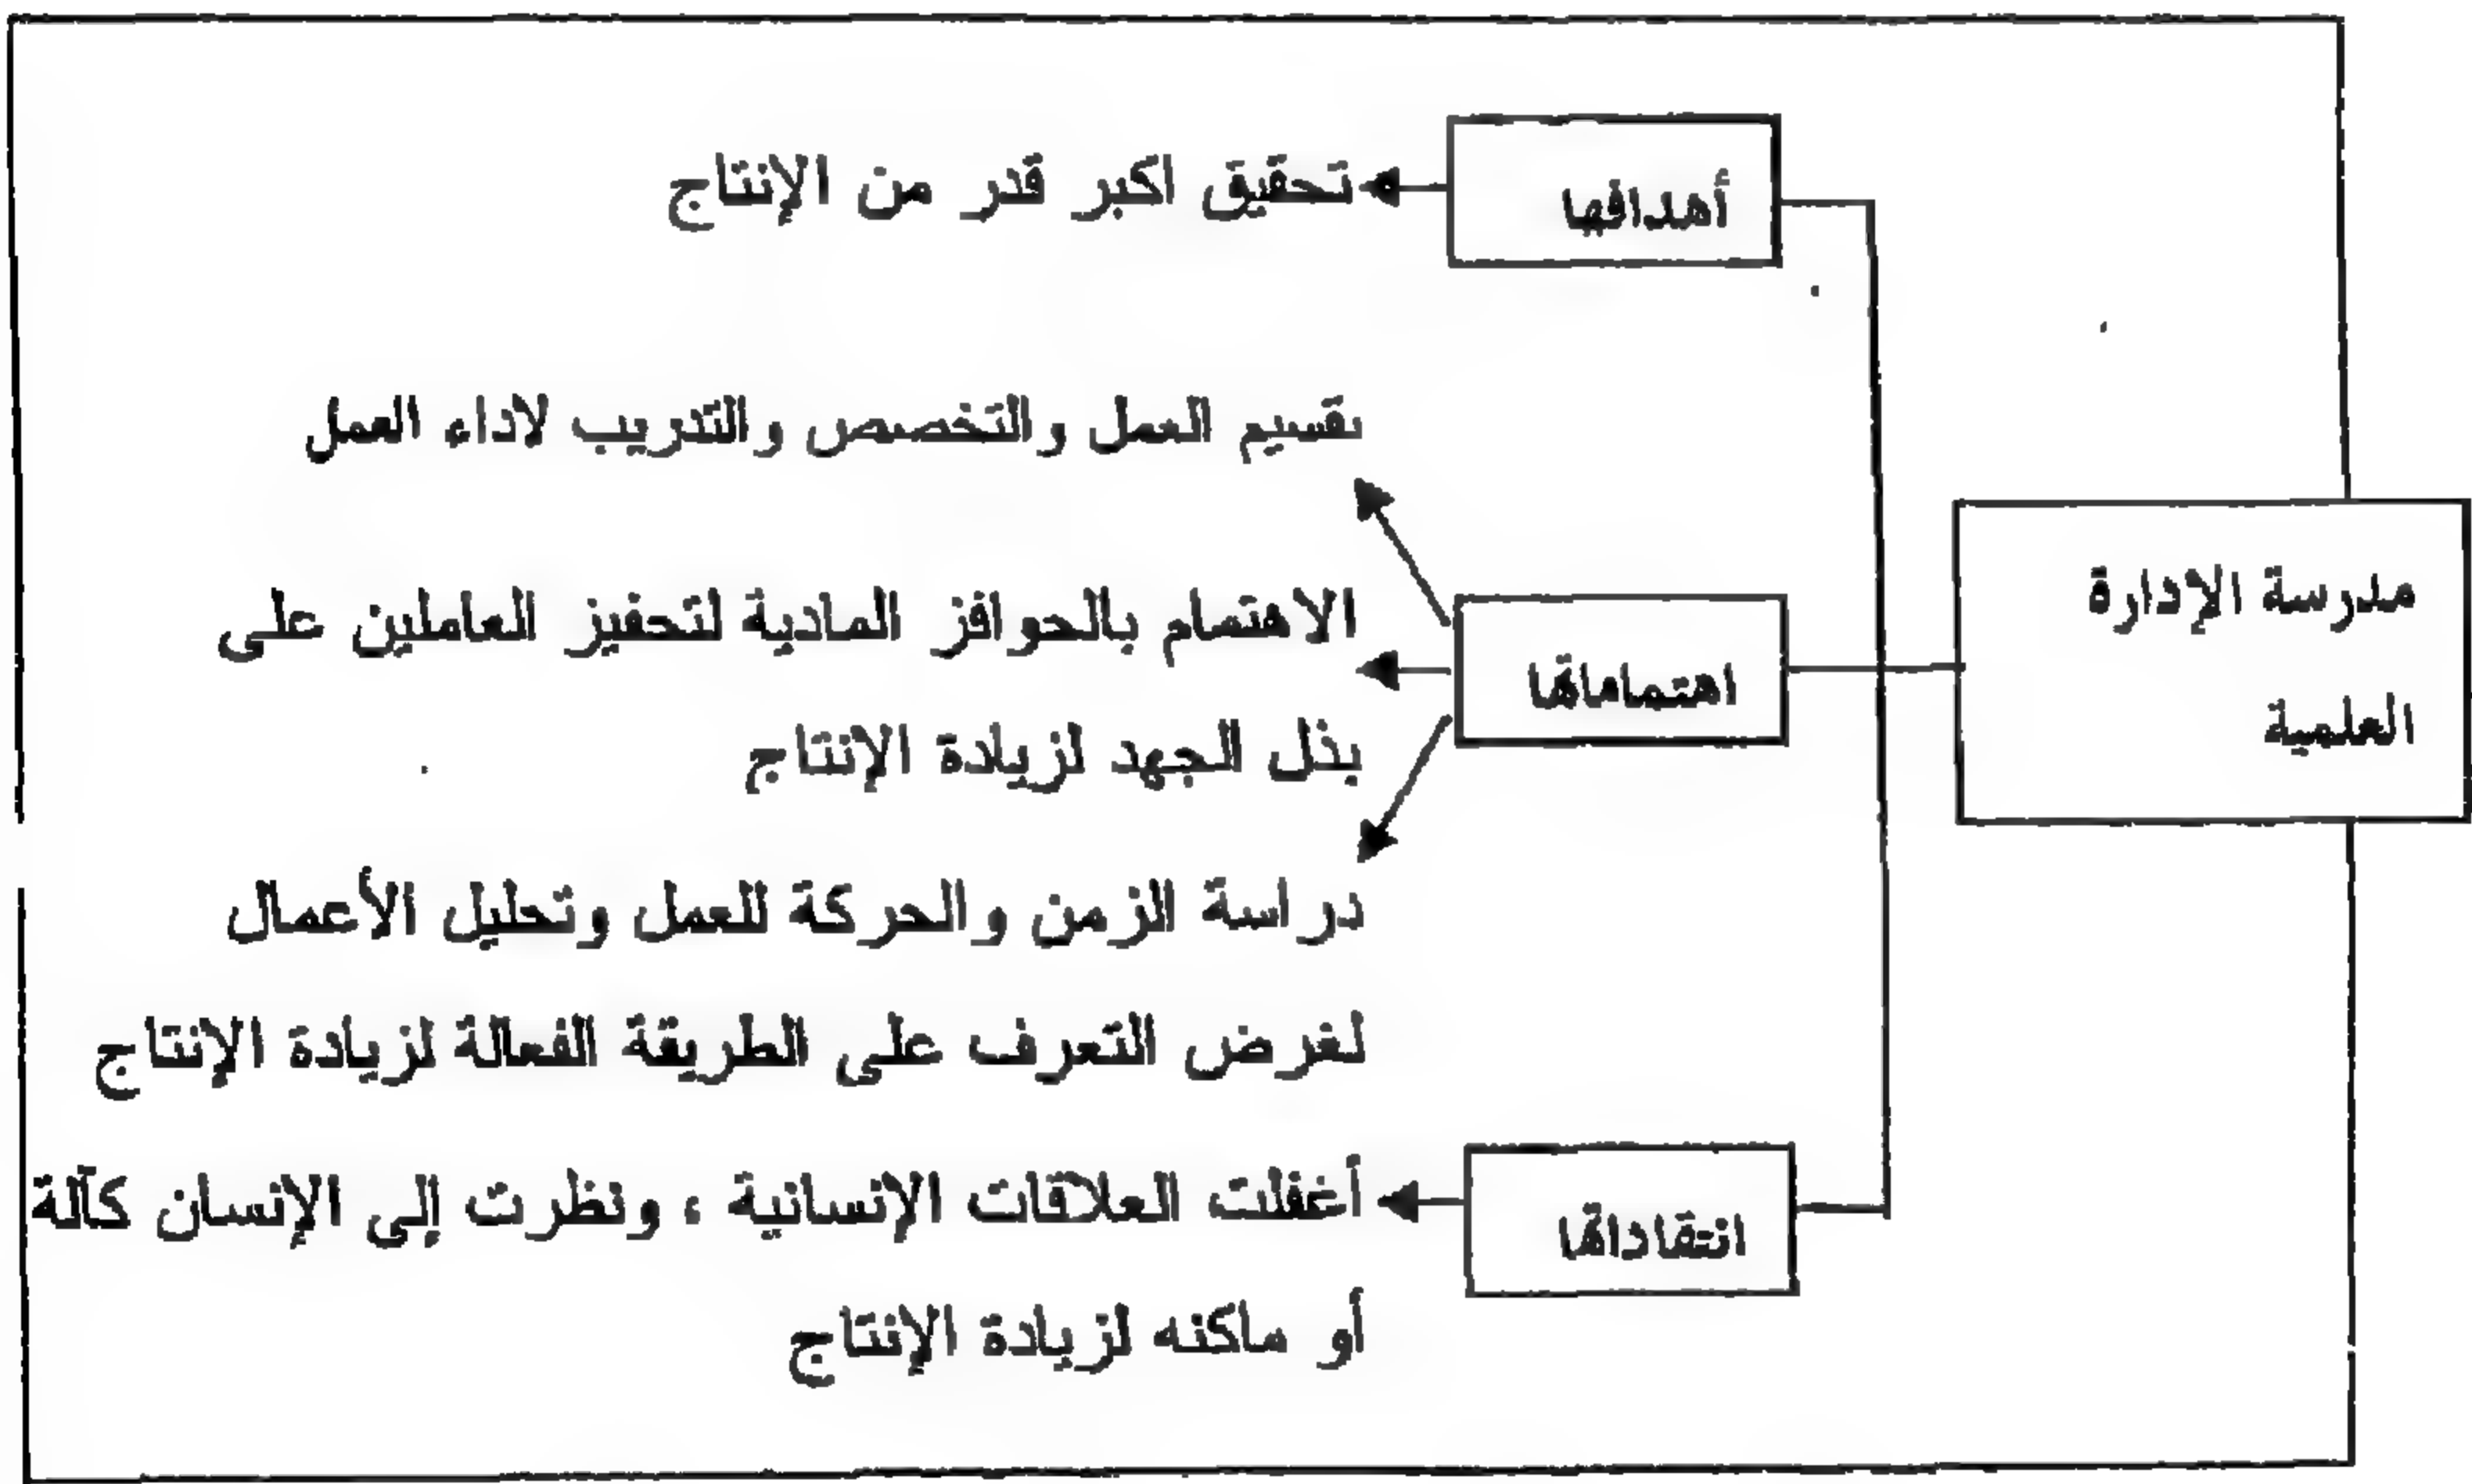 مدرسة الإدارة
العلمية
أهدافها
تحقيق اكبر قدر من الإنتاج
اهتماماتها
تقسيم العمل والتخصص والتدريب لاداء العمل
الاهتمام بالحوافز المادية لتحفيز العاملين على
بذل الجهد لزيادة الإنتاج
دراسة الزمن والحركة للعمل وتحليل الأعمال
لغرض التعرف على الطريقة الفعالة لزيادة الإنتاج
انتقاداتها
أغفلت العلاقات الإنسانية ، ونظرت إلى الإنسان كآلة
أو ماكنه لزيادة الإنتاج